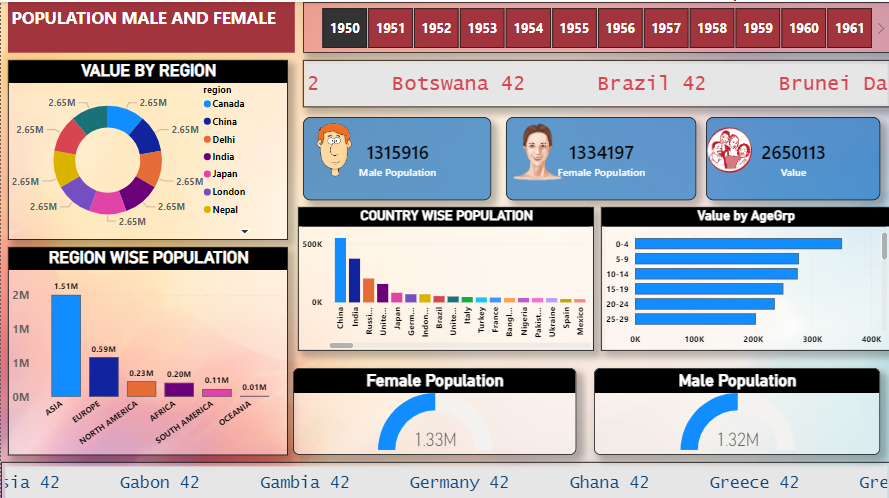 POPULATION MALE AND FEMALE
1950 1951 1952 1953 1954 1955 1956 1957 1958 1959 1960 1961
2 Botswana 42 Brazil 42 Brunei Da
VALUE BY REGION
2.65M 2.65M
2.65M 2.65M
2.65M 2.65M
2.65M 2.65M
2.65M
region
Canada
China
Delhi
India
Japan
London
Nepal
1315916
Male Population
1334197
Female Population
2650113
Value
REGION WISE POPULATION
2M
1M
1M
0M
1.51M
0.59M
0.23M
0.20M
0.11M
0.01M
ASIA
EUROPE
NORTH AMERICA
AFRICA
SOUTH AMERICA
OCEANIA
COUNTRY WISE POPULATION
500K
0K
China
India
Russi...
Unite...
Japan
Germ...
Indon...
Brazil
Unite...
Italy
Turkey
France
Bangl...
Nigeria
Pakist...
Ukraine
Spain
Mexico
Value by AgeGrp
0-4
5-9
10-14
15-19
20-24
25-29
0K 100K 200K 300K 400K
Female Population
1.33M
Male Population
1.32M
sia 42 Gabon 42 Gambia 42 Germany 42 Ghana 42 Greece 42 Gre